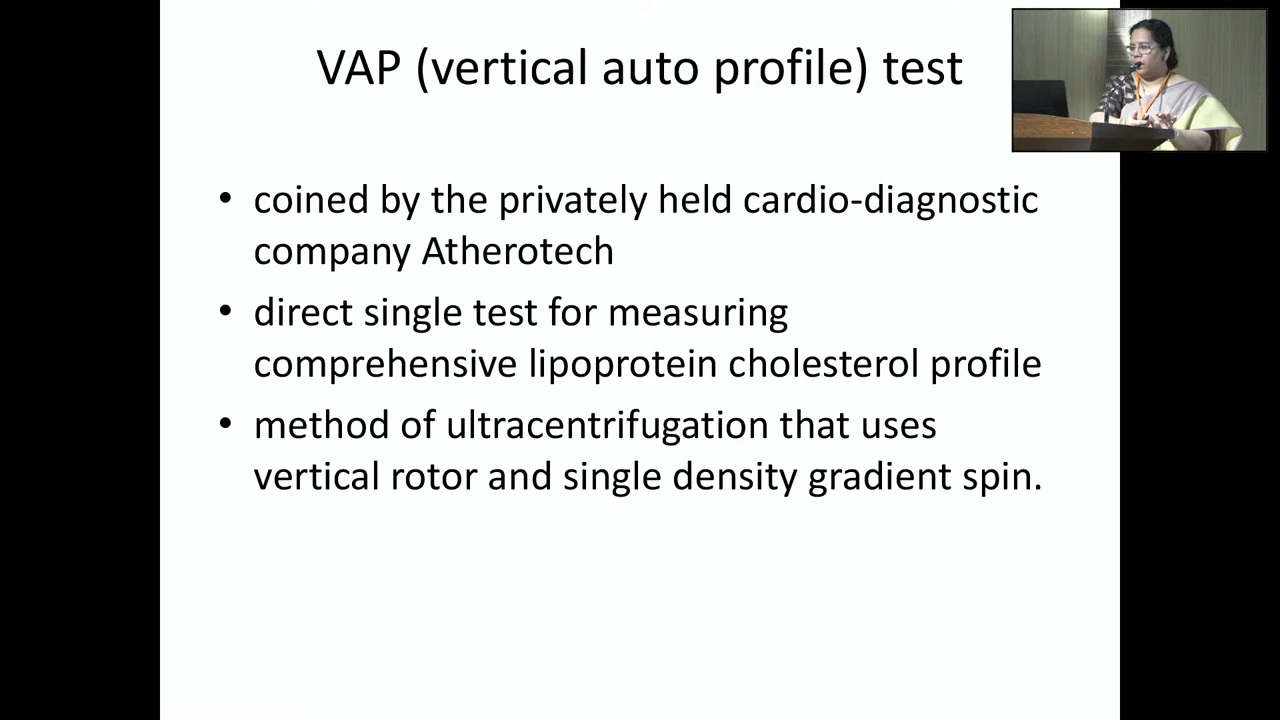 VAP (vertical auto profile) test
• coined by the privately held cardio-diagnostic
company Atherotech
• direct single test for measuring
comprehensive lipoprotein cholesterol profile
• method of ultracentrifugation that uses
vertical rotor and single density gradient spin.